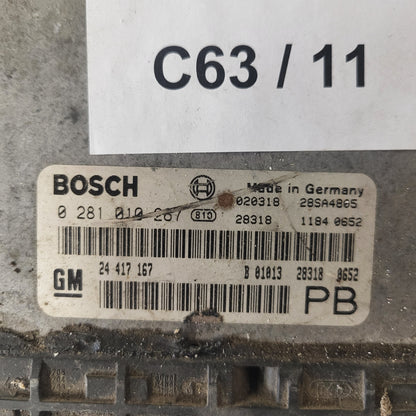 C63 / 11
BOSCH Made in Germany
0 281 010 267 810 020318 28SA4865
28318 1184 0652
24 417 167 B 01013 28318 0652
GM PB